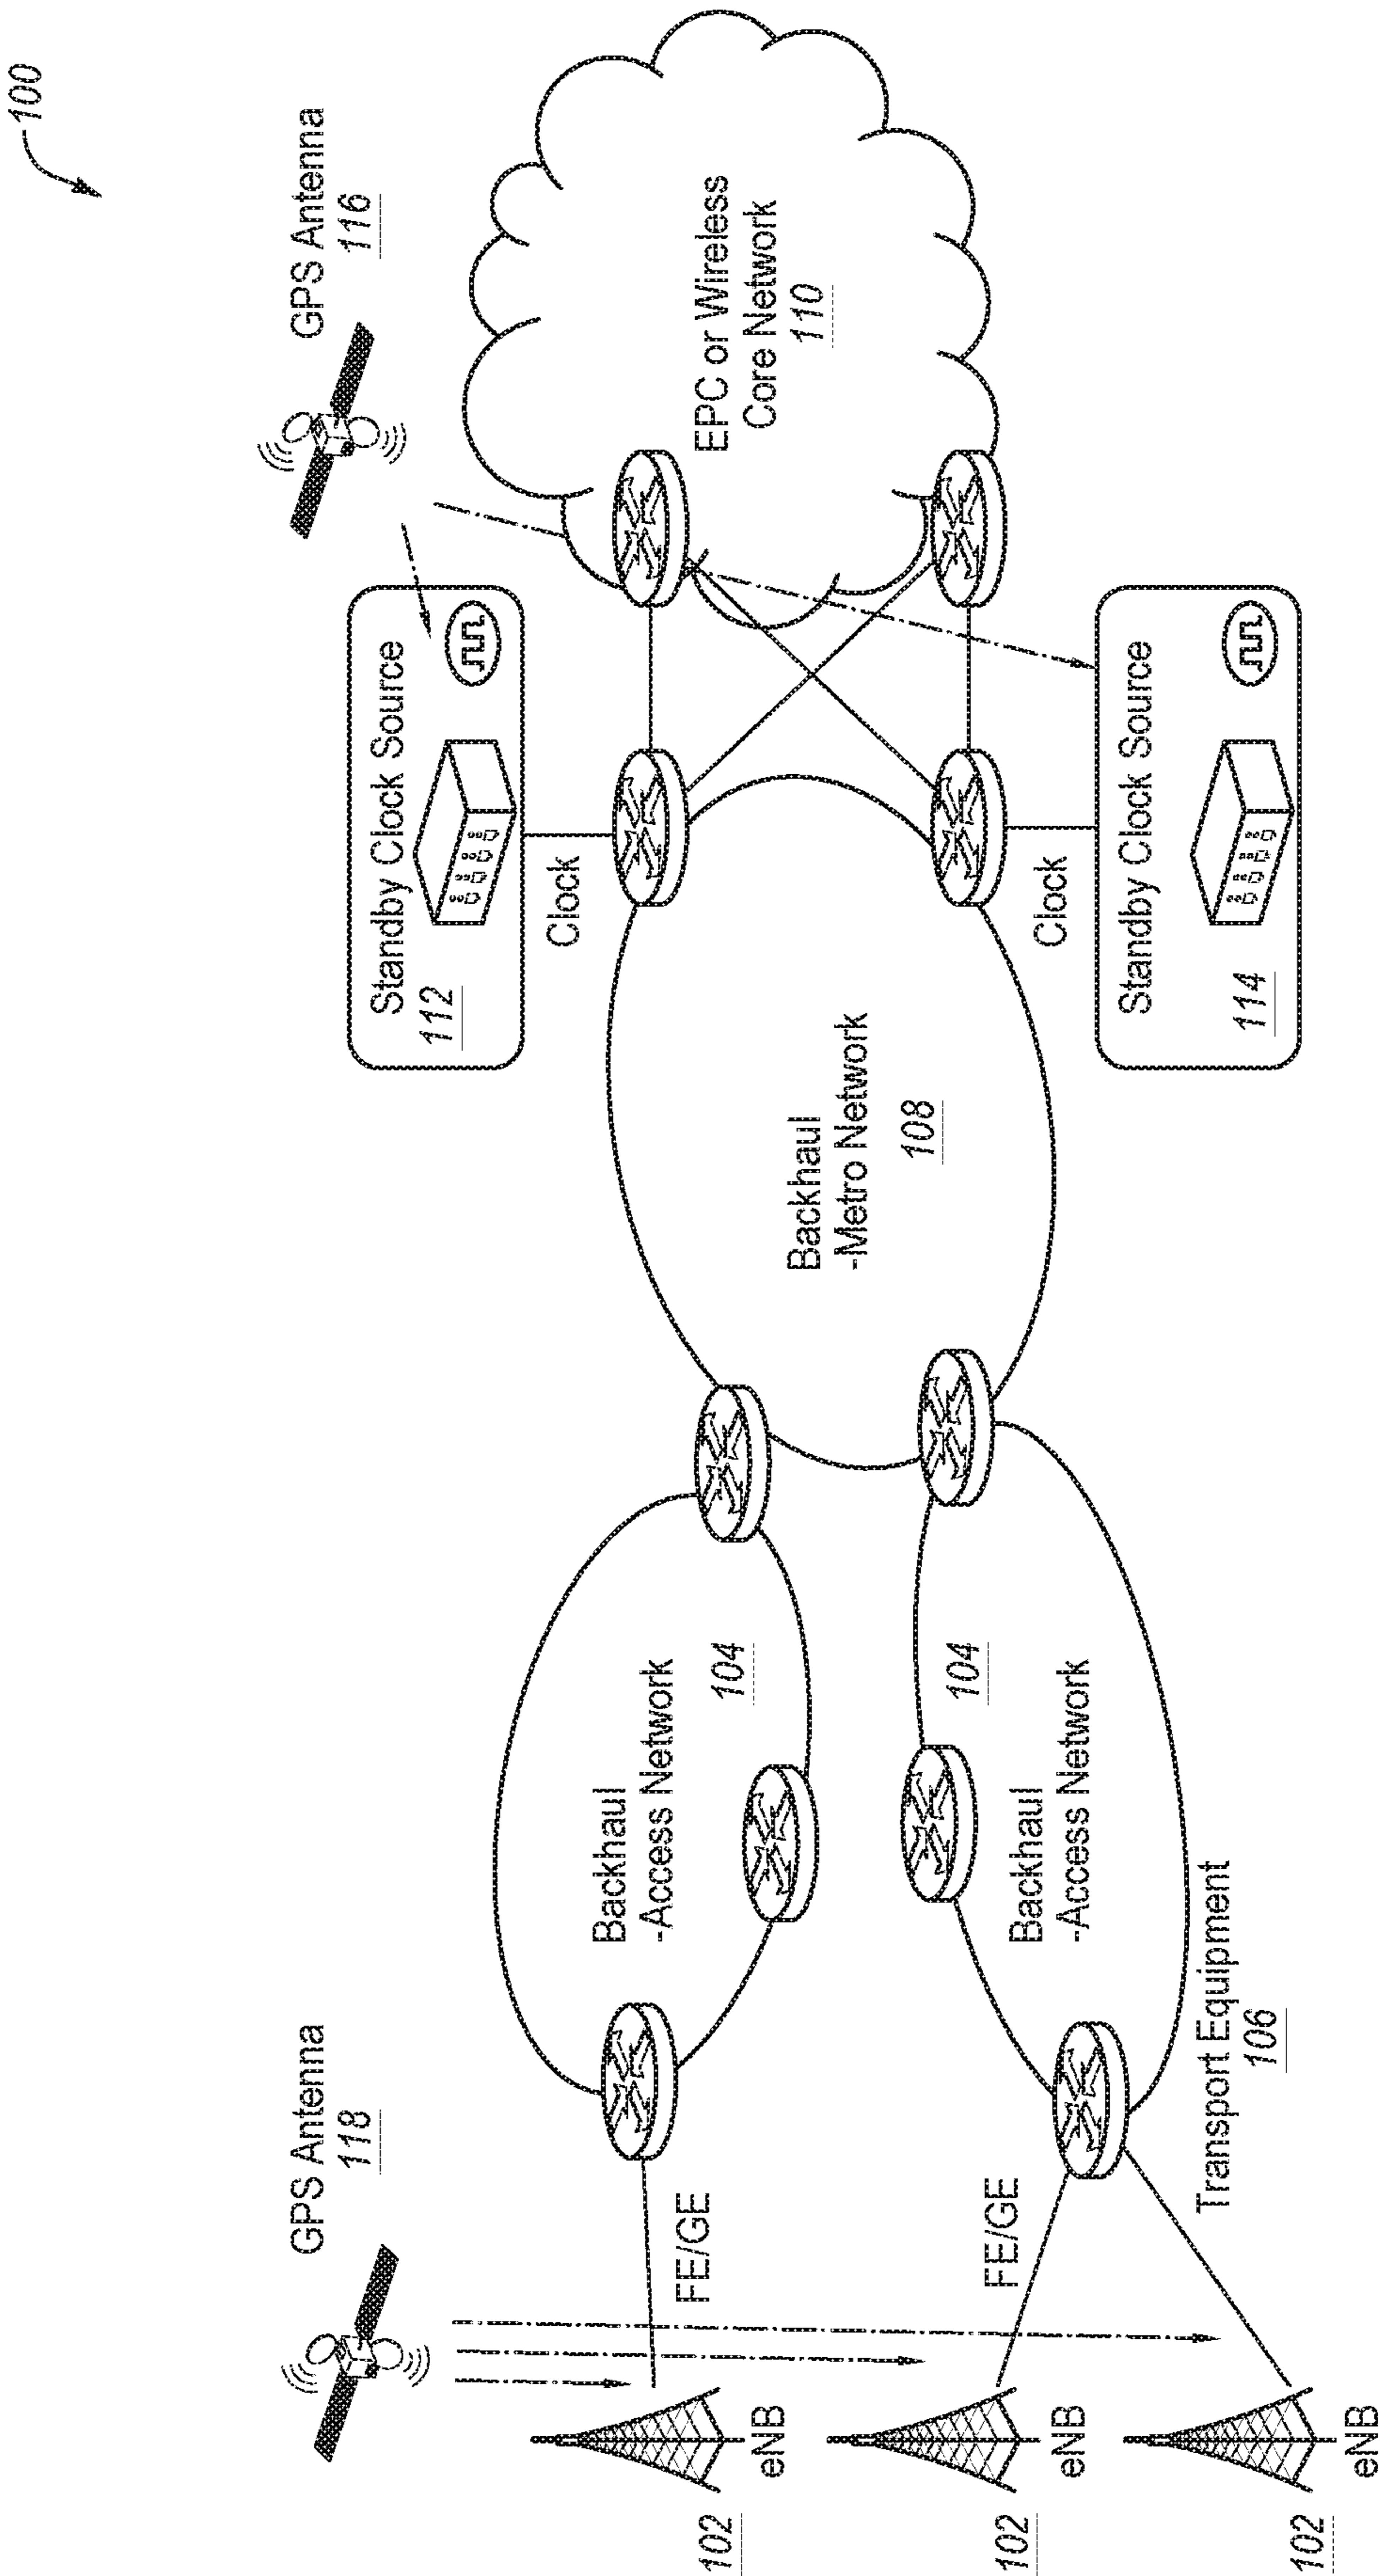 100
GPS Antenna
118
GPS Antenna
116
Standby Clock Source
112
Clock
EPC or Wireless
Core Network
110
Backhaul
-Access Network
104
Backhaul
-Metro Network
108
FE/GE
eNB
102
104
Backhaul
-Access Network
FE/GE
eNB
102
Transport Equipment
106
eNB
102
Clock
Standby Clock Source
114